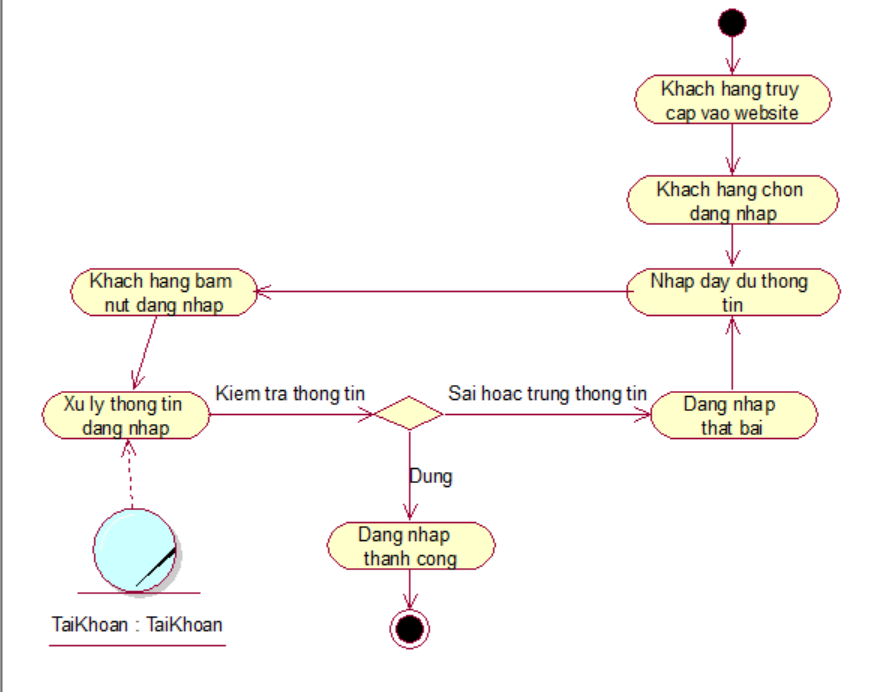 Khach hang truy
cap vao website
Khach hang chon
dang nhap
Nhap day du thong
tin
Khach hang bam
nut dang nhap
Xu ly thong tin
dang nhap
Kiem tra thong tin
Sai hoac trung thong tin
Dang nhap
that bai
Dung
Dang nhap
thanh cong
TaiKhoan : TaiKhoan